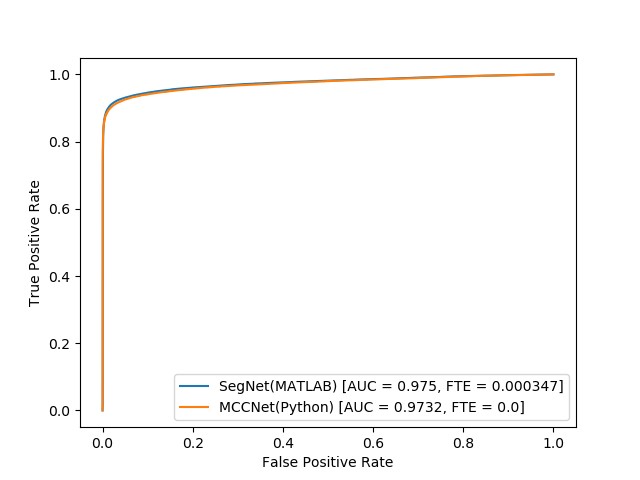 1.0
0.8
0.6
0.4
0.2
0.0
True Positive Rate
SegNet(MATLAB) [AUC = 0.975, FTE = 0.000347]
MCCNet(Python) [AUC = 0.9732, FTE = 0.0]
0.0 0.2 0.4 0.6 0.8 1.0
False Positive Rate